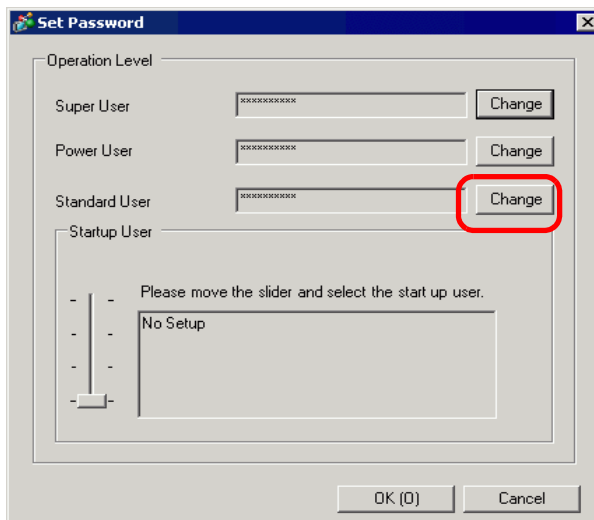 Set Password
Operation Level
Super User ********** Change
Power User ********** Change
Standard User ********** Change
Startup User
Please move the slider and select the start up user.
No Setup
OK (O) Cancel